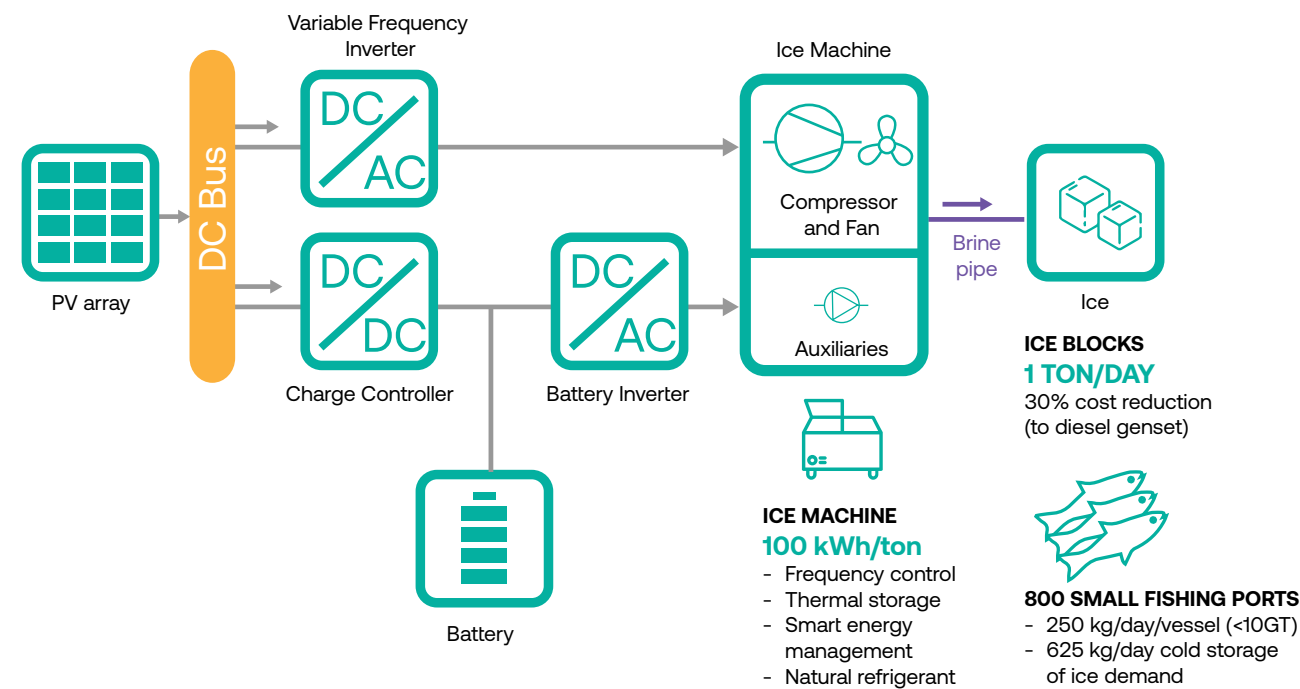 Variable Frequency
Inverter
DC
AC
Ice Machine
PV array
DC Bus
Compressor
and Fan
Brine
pipe
Ice
DC
DC
Charge Controller
DC
AC
Battery Inverter
Auxiliaries
Battery
ICE MACHINE
100 kWh/ton
- Frequency control
- Thermal storage
- Smart energy
management
- Natural refrigerant
ICE BLOCKS
1 TON/DAY
30% cost reduction
(to diesel genset)
800 SMALL FISHING PORTS
- 250 kg/day/vessel (<10GT)
- 625 kg/day cold storage
of ice demand